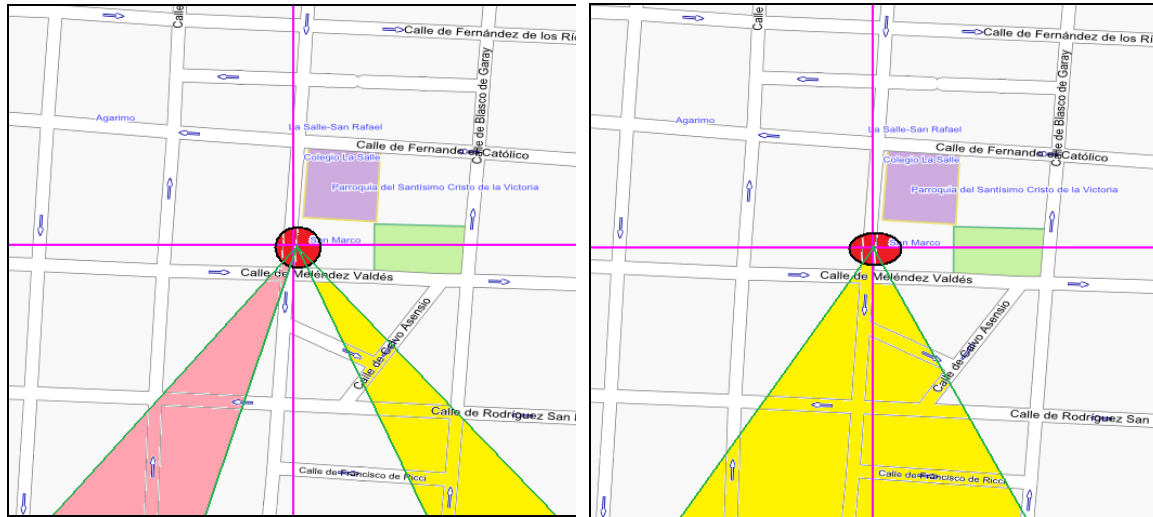 Calle de Fernández de los Rí
Calle de Blasco de Garay
Agarimo
La Salle-San Rafael
Calle de Fernando el Católico
Colegio La Salle
Parroquia del Santísimo Cristo de la Victoria
San Marco
Calle de Meléndez Valdés
Calle de Calvo Asensio
Calle de Rodríguez San
Calle de Francisco de Ricci
Calle de Fernández de los Rí
Calle de Blasco de Garay
Agarimo
La Salle-San Rafael
Calle de Fernando el Católico
Colegio La Salle
Parroquia del Santísimo Cristo de la Victoria
San Marco
Calle de Meléndez Valdés
Calle de Calvo Asensio
Calle de Rodríguez San
Calle de Francisco de Ricci